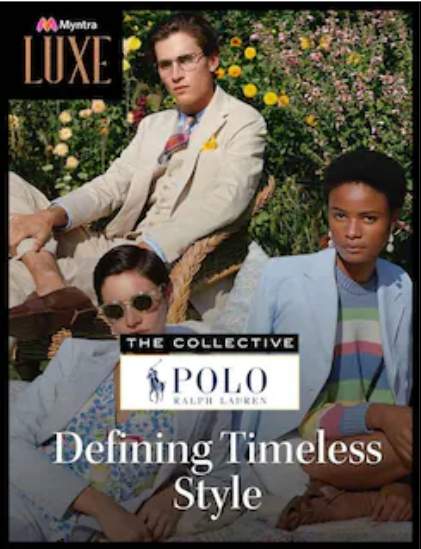 Myntra
LUXE
THE COLLECTIVE
POLO
RALPH LAUREN
Defining Timeless
Style